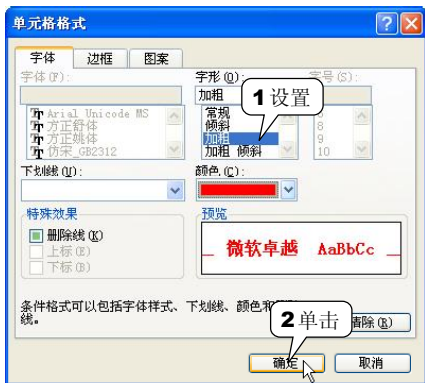 单元格格式
字体 边框 图案
字体(F): 字形(O): 字号(S):
加粗
Arial Unicode MS
方正舒体
方正姚体
仿宋_GB2312
常规
倾斜
加粗
加粗 倾斜
8
9
10
1 设置
下划线(U): 颜色.(C):
特殊效果 预览
删除线(K)
上标(E)
下标(B)
微软卓越 AaBbCc
条件格式可以包括字体样式、下划线、颜色和
线。
2 单击
清除(R)
确定 取消